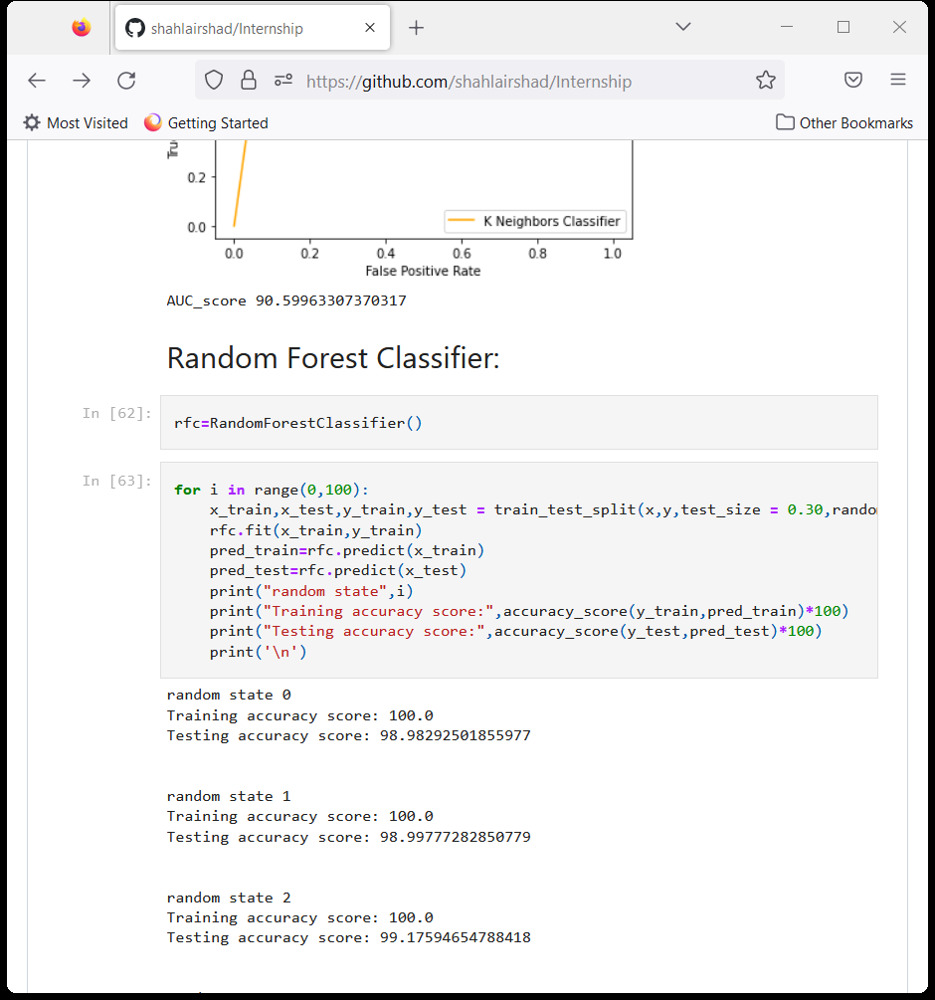 shahlairshad/Internship
https://github.com/shahlairshad/Internship
Most Visited
Getting Started
Other Bookmarks
0.2
0.0
K Neighbors Classifier
0.0 0.2 0.4 0.6 0.8 1.0
False Positive Rate
AUC_score 90.59963307370317
Random Forest Classifier:
In [62]:
rfc=RandomForestClassifier()
In [63]:
for i in range(0,100):
    x_train,x_test,y_train,y_test = train_test_split(x,y,test_size = 0.30,rando
    rfc.fit(x_train,y_train)
    pred_train=rfc.predict(x_train)
    pred_test=rfc.predict(x_test)
    print("random state",i)
    print("Training accuracy score:",accuracy_score(y_train,pred_train)*100)
    print("Testing accuracy score:",accuracy_score(y_test,pred_test)*100)
    print('\n')
random state 0
Training accuracy score: 100.0
Testing accuracy score: 98.98292501855977
random state 1
Training accuracy score: 100.0
Testing accuracy score: 98.99777282850779
random state 2
Training accuracy score: 100.0
Testing accuracy score: 99.17594654788418